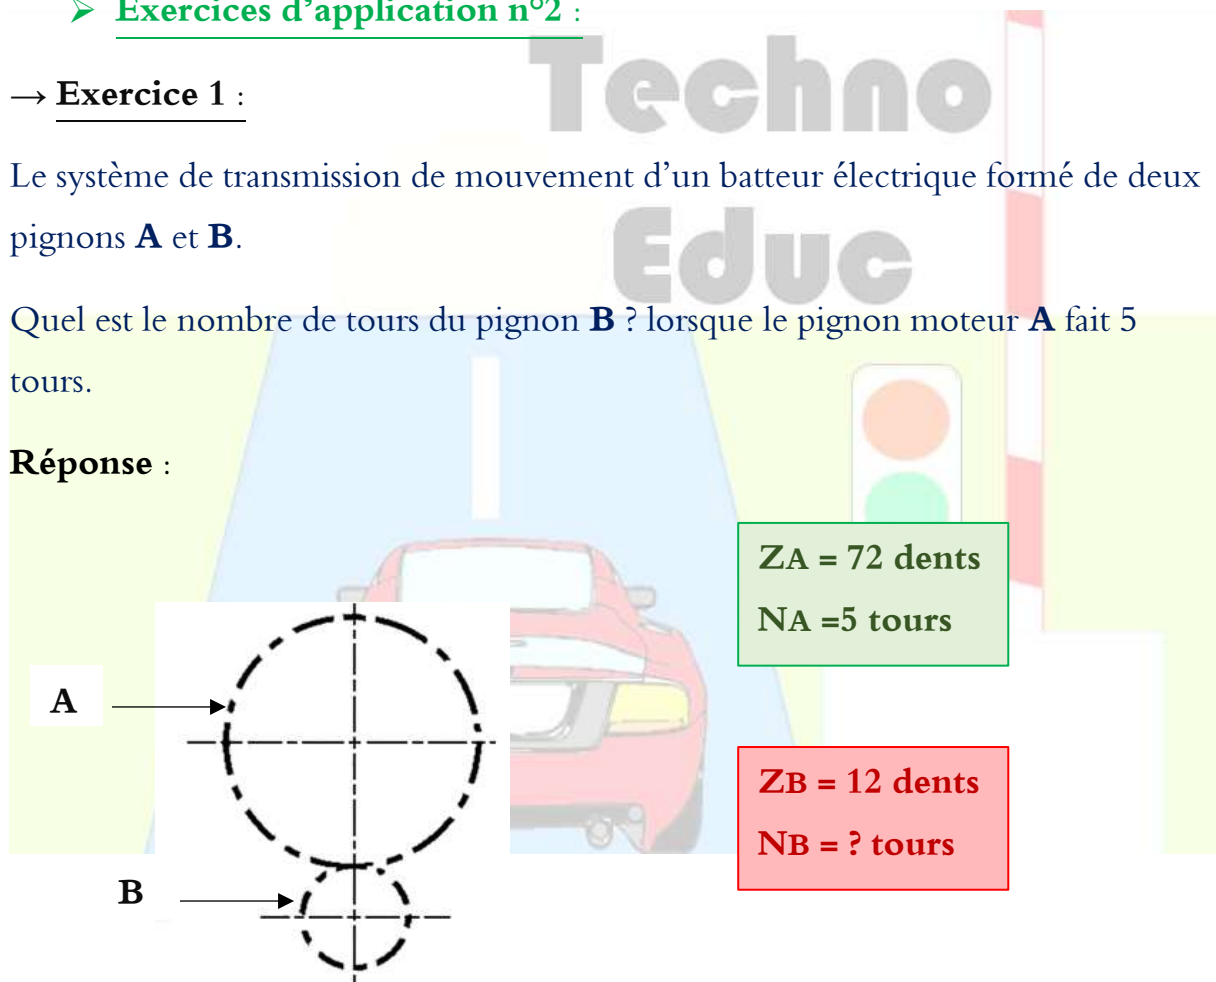 ➢ Exercices d'application n°2 :
Techno
→ Exercice 1 :
Le système de transmission de mouvement d'un batteur électrique formé de deux
pignons A et B.
Educ
Quel est le nombre de tours du pignon B ? lorsque le pignon moteur A fait 5
tours.
Réponse :
ZA = 72 dents
NA =5 tours
A
ZB = 12 dents
NB = ? tours
B